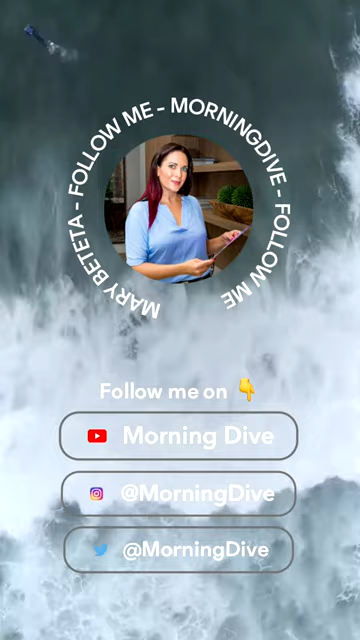 MARY BETETA - FOLLOW ME - MORNINGDIVE - FOLLOW ME
Follow me on 👇
Morning Dive
@MorningDive
@MorningDive